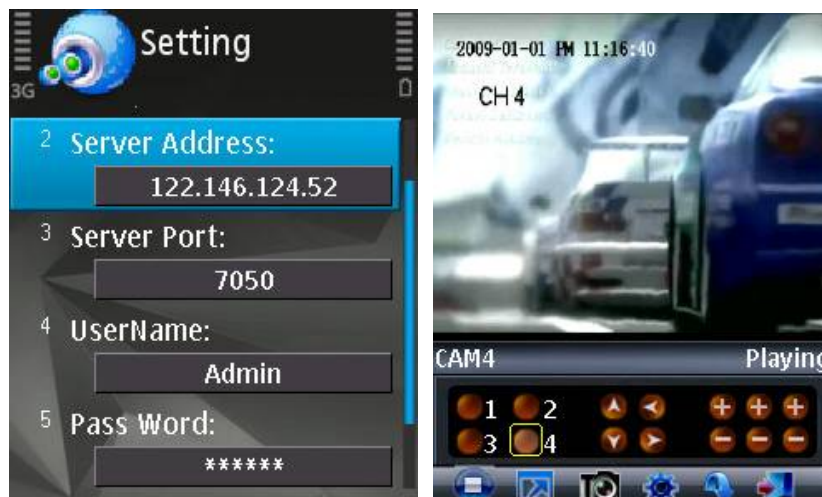 Setting
3G
2 Server Address:
122.146.124.52
3 Server Port:
7050
4 UserName:
Admin
5 Pass Word:
******
2009-01-01 PM 11:16:40
CH 4
CAM4 Playing
1 2
3 4